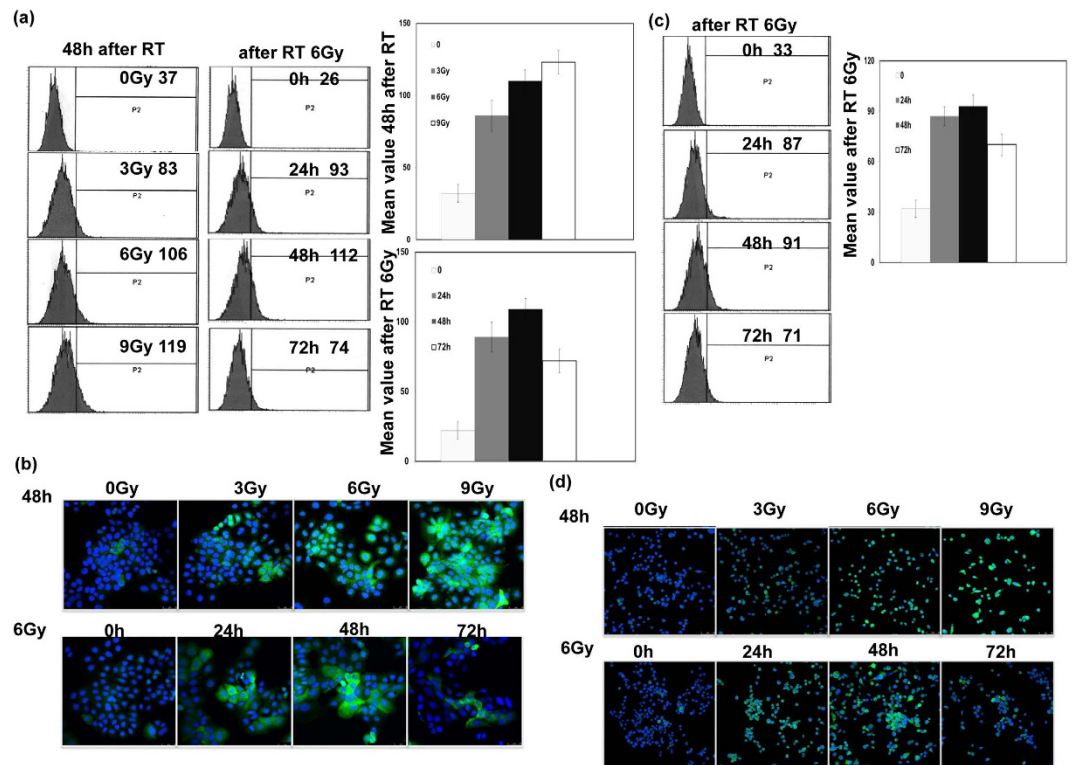 (a)
48h after RT
0Gy 37
P2
3Gy 83
P2
6Gy 106
P2
9Gy 119
P2
after RT 6Gy
0h 26
P2
24h 93
P2
48h 112
P2
72h 74
P2
Mean value 48h after RT
150
100
50
0
0
3Gy
6Gy
9Gy
Mean value after RT 6Gy
150
100
50
0
0
24h
48h
72h
(c)
after RT 6Gy
0h 33
P2
24h 87
P2
48h 91
P2
72h 71
P2
Mean value after RT 6Gy
120
90
60
30
0
0
24h
48h
72h
(b)
48h
0Gy
3Gy
6Gy
9Gy
6Gy
0h
24h
48h
72h
(d)
48h
0Gy
3Gy
6Gy
9Gy
6Gy
0h
24h
48h
72h